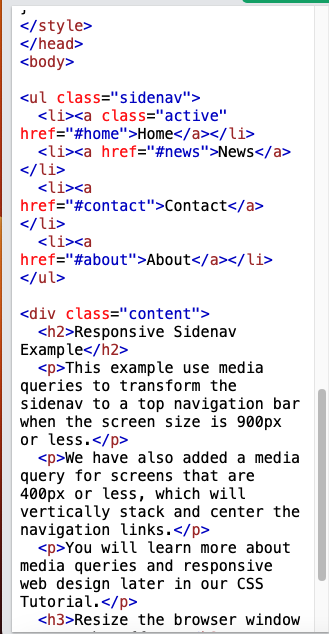 </style>
</head>
<body>

<ul class="sidenav">
  <li><a class="active"
href="#home">Home</a></li>
  <li><a href="#news">News</a>
</li>
  <li><a
href="#contact">Contact</a>
</li>
  <li><a
href="#about">About</a></li>
</ul>

<div class="content">
  <h2>Responsive Sidenav
Example</h2>
  <p>This example use media
queries to transform the
sidenav to a top navigation bar
when the screen size is 900px
or less.</p>
  <p>We have also added a media
query for screens that are
400px or less, which will
vertically stack and center the
navigation links.</p>
  <p>You will learn more about
media queries and responsive
web design later in our CSS
Tutorial.</p>
  <h3>Resize the browser window